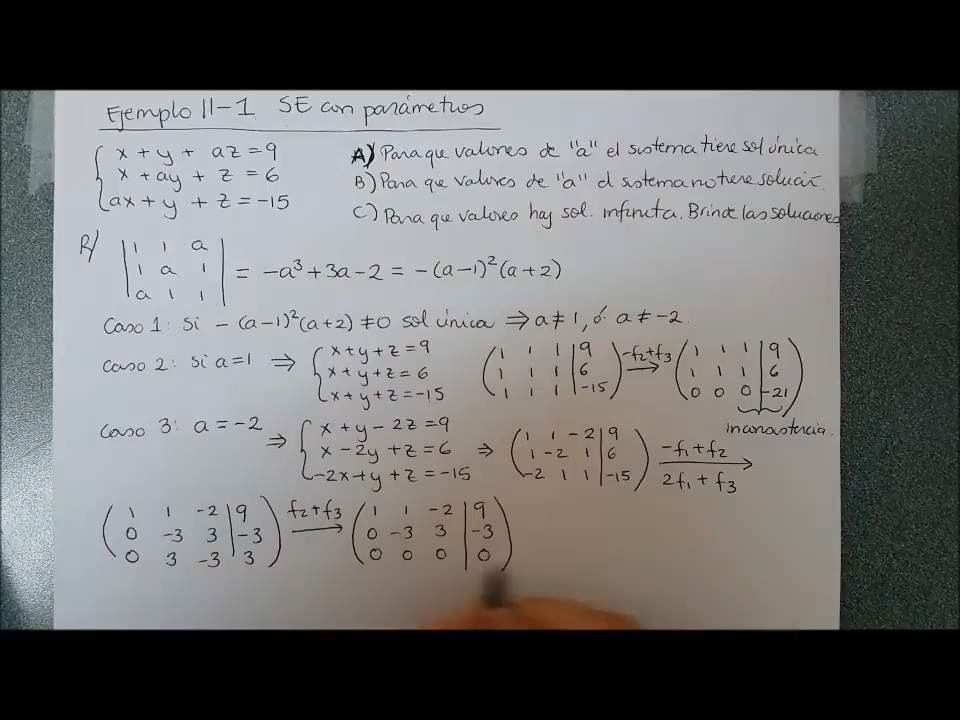 Ejemplo II-1 SE con parámetros
x + y + az = 9
x + ay + z = 6
ax + y + z = -15
A) Para que valores de "a" el sistema tiene sol única
B) Para que valores de "a" el sistema no tiene solución.
C) Para que valores hay sol. infinita. Brinde las soluciones
R/
| 1 1 a |
| 1 a 1 |
| a 1 1 |
= -a³ + 3a - 2 = -(a-1)²(a+2)
Caso 1: Si -(a-1)²(a+2) ≠ 0 sol única ⇒ a ≠ 1, ó a ≠ -2.
Caso 2: si a = 1 ⇒
x + y + z = 9
x + y + z = 6
x + y + z = -15
( 1 1 1 | 9 )
( 1 1 1 | 6 )
( 1 1 1 | -15 )
-f2+f3 →
( 1 1 1 | 9 )
( 1 1 1 | 6 )
( 0 0 0 | -21 )
inconsistencia.
Caso 3: a = -2 ⇒
x + y - 2z = 9
x - 2y + z = 6
-2x + y + z = -15
⇒
( 1 1 -2 | 9 )
( 1 -2 1 | 6 )
( -2 1 1 | -15 )
-f1 + f2 →
2f1 + f3
( 1 1 -2 | 9 )
( 0 -3 3 | -3 )
( 0 3 -3 | 3 )
f2+f3 →
( 1 1 -2 | 9 )
( 0 -3 3 | -3 )
( 0 0 0 | 0 )